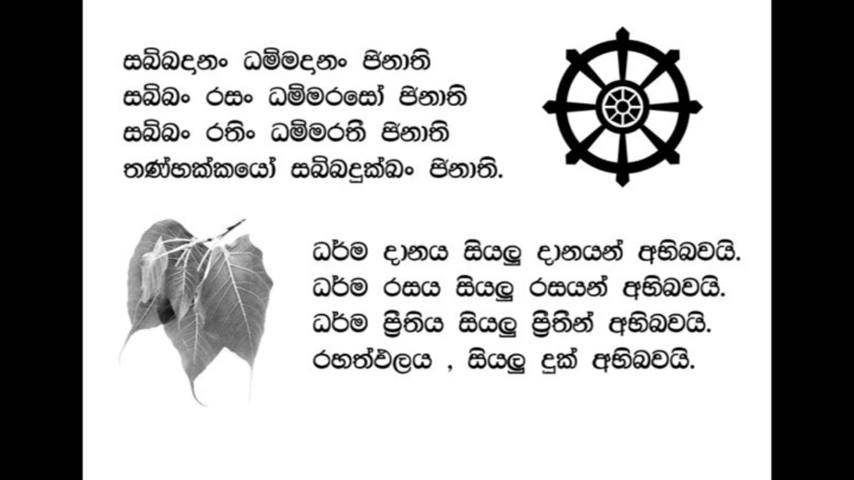 සබ්බදානං ධම්මදානං ජිනාති
සබ්බං රසං ධම්මරසෝ ජිනාති
සබ්බං රතිං ධම්මරතී ජිනාති
තණ්හක්කයෝ සබ්බදුක්ඛං ජිනාති.
ධර්ම දානය සියලු දානයන් අභිබවයි.
ධර්ම රසය සියලු රසයන් අභිබවයි.
ධර්ම ප්‍රීතිය සියලු ප්‍රීතීන් අභිබවයි.
රහත්ඵලය , සියලු දුක් අභිබවයි.